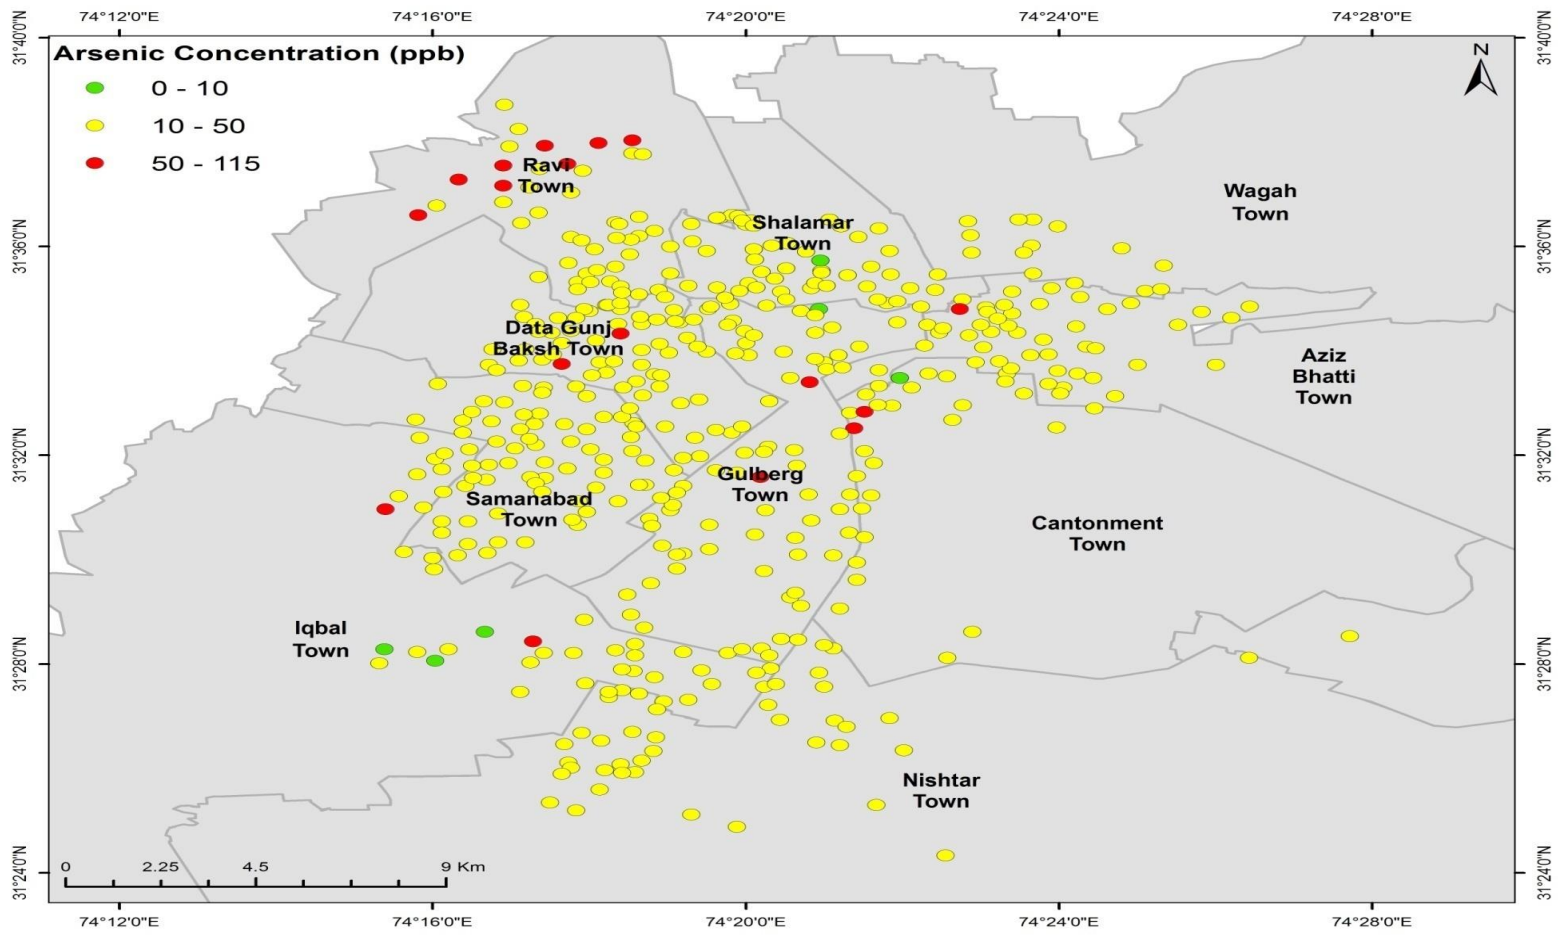 74°12'0"E 74°16'0"E 74°20'0"E 74°24'0"E 74°28'0"E
31°40'0"N 31°40'0"N
Arsenic Concentration (ppb)
0 - 10
10 - 50
50 - 115
N
Ravi
Town
Wagah
Town
Shalamar
Town
31°36'0"N 31°36'0"N
Data Gunj
Baksh Town
Aziz
Bhatti
Town
31°32'0"N 31°32'0"N
Gulberg
Town
Samanabad
Town
Cantonment
Town
Iqbal
Town
31°28'0"N 31°28'0"N
Nishtar
Town
0 2.25 4.5 9 Km
31°24'0"N 31°24'0"N
74°12'0"E 74°16'0"E 74°20'0"E 74°24'0"E 74°28'0"E